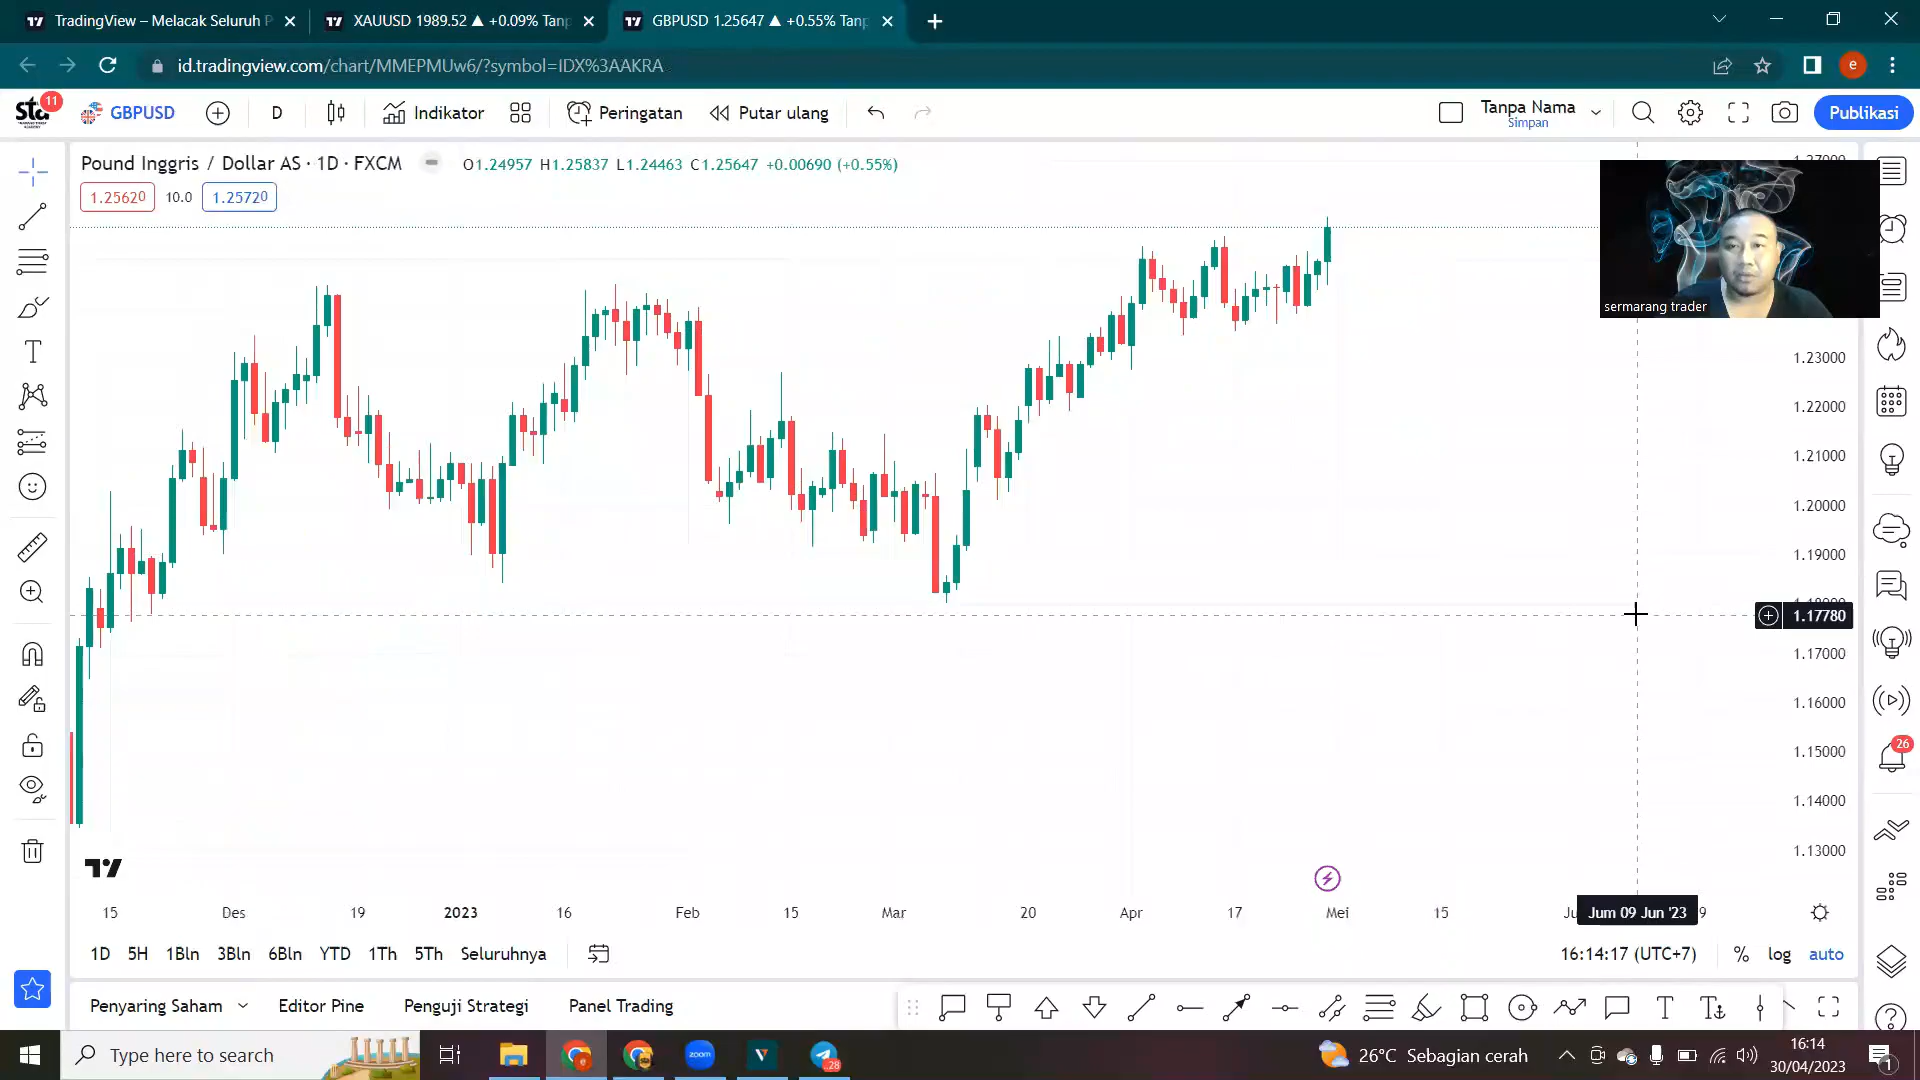 TradingView – Melacak Seluruh P
XAUUSD 1989.52 ▲ +0.09% Tanp
GBPUSD 1.25647 ▲ +0.55% Tanp
id.tradingview.com/chart/MMEPMUw6/?symbol=IDX%3AAKRA
e
sta 11
GBPUSD
D
Indikator
Peringatan
Putar ulang
Tanpa Nama
Simpan
Publikasi
Pound Inggris / Dollar AS · 1D · FXCM
O1.24957 H1.25837 L1.24463 C1.25647 +0.00690 (+0.55%)
1.25620 10.0 1.25720
sermarang trader
1.23000
1.22000
1.21000
1.20000
1.19000
1.17780
1.17000
1.16000
1.15000
1.14000
1.13000
26
15 Des 19 2023 16 Feb 15 Mar 20 Apr 17 Mei 15 Jum 09 Jun '23 9
1D 5H 1Bln 3Bln 6Bln YTD 1Th 5Th Seluruhnya
16:14:17 (UTC+7) % log auto
Penyaring Saham Editor Pine Penguji Strategi Panel Trading
Type here to search
zoom
28
26°C Sebagian cerah
16:14
30/04/2023
1